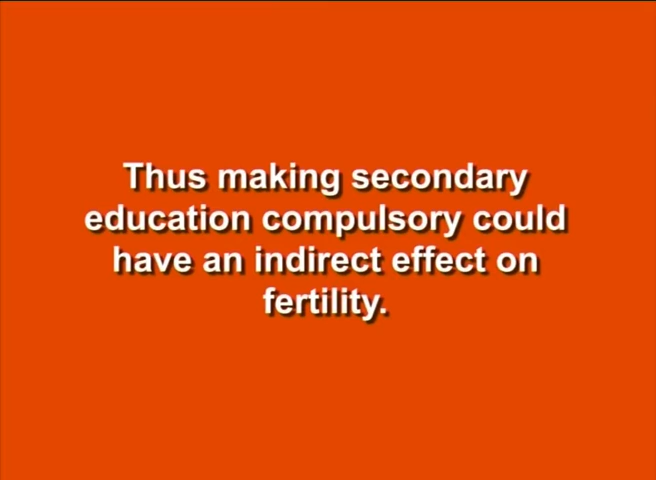 Thus making secondary
education compulsory could
have an indirect effect on
fertility.